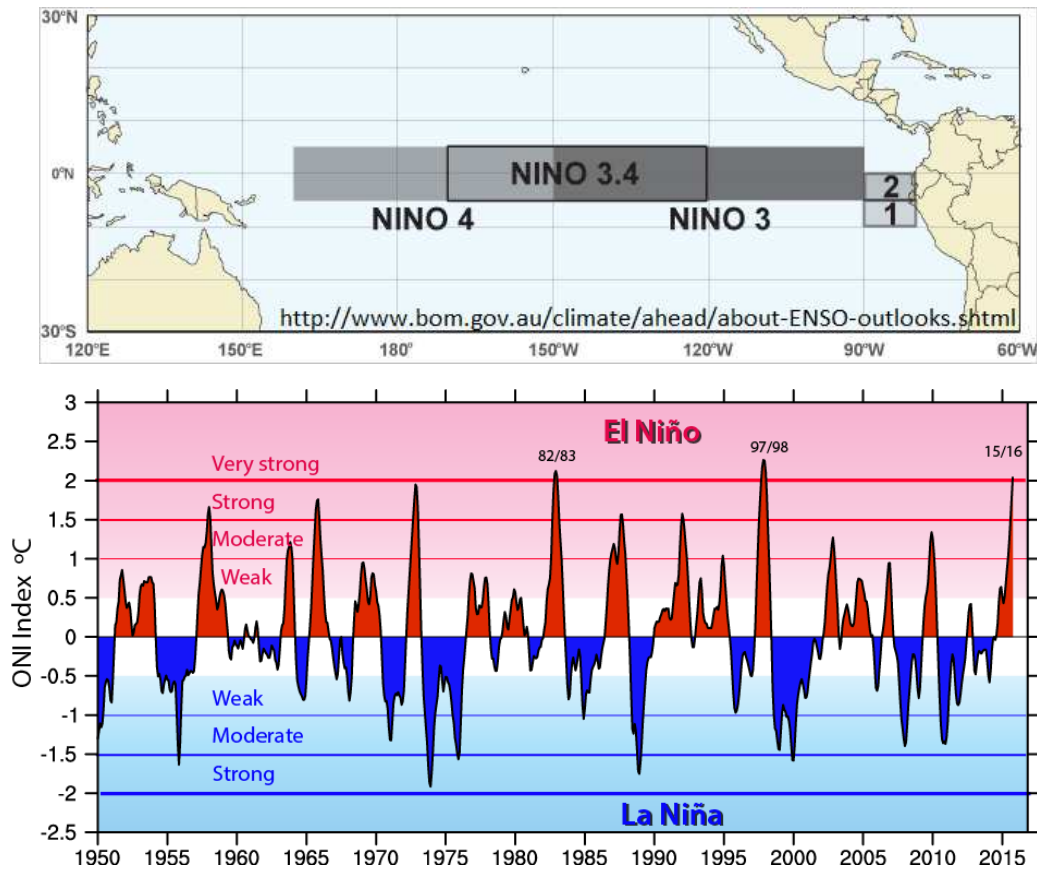 30°N
0°N
30°S
NINO 3.4
NINO 4
NINO 3
2
1
http://www.bom.gov.au/climate/ahead/about-ENSO-outlooks.shtml
120°E 150°E 180° 150°W 120°W 90°W 60°W
El Niño
82/83
97/98
15/16
Very strong
Strong
Moderate
Weak
ONI Index ºC
3
2.5
2
1.5
1
0.5
0
-0.5
-1
-1.5
-2
-2.5
Weak
Moderate
Strong
La Niña
1950 1955 1960 1965 1970 1975 1980 1985 1990 1995 2000 2005 2010 2015